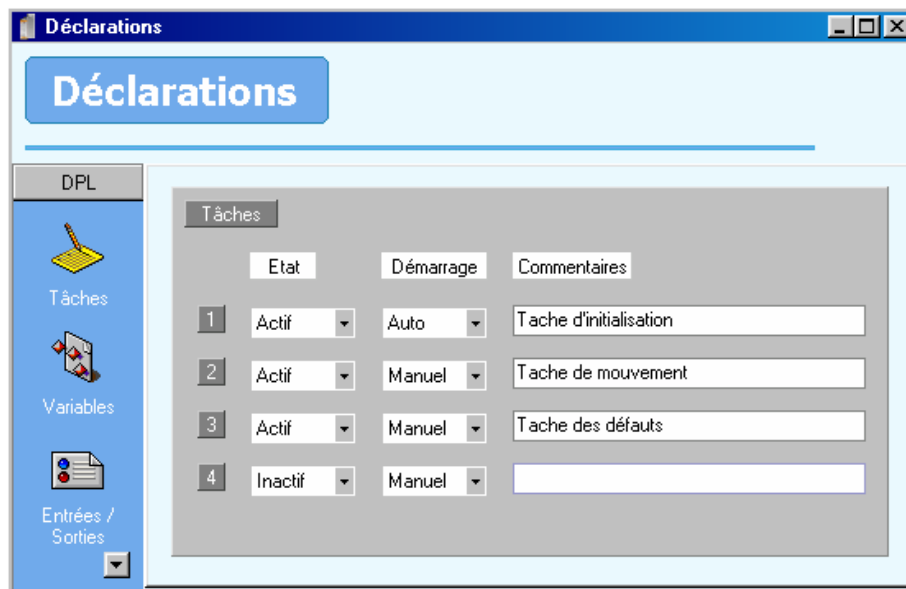 Déclarations
Déclarations
DPL
Tâches
Variables
Entrées /
Sorties
Tâches
Etat Démarrage Commentaires
1 Actif Auto Tache d'initialisation
2 Actif Manuel Tache de mouvement
3 Actif Manuel Tache des défauts
4 Inactif Manuel